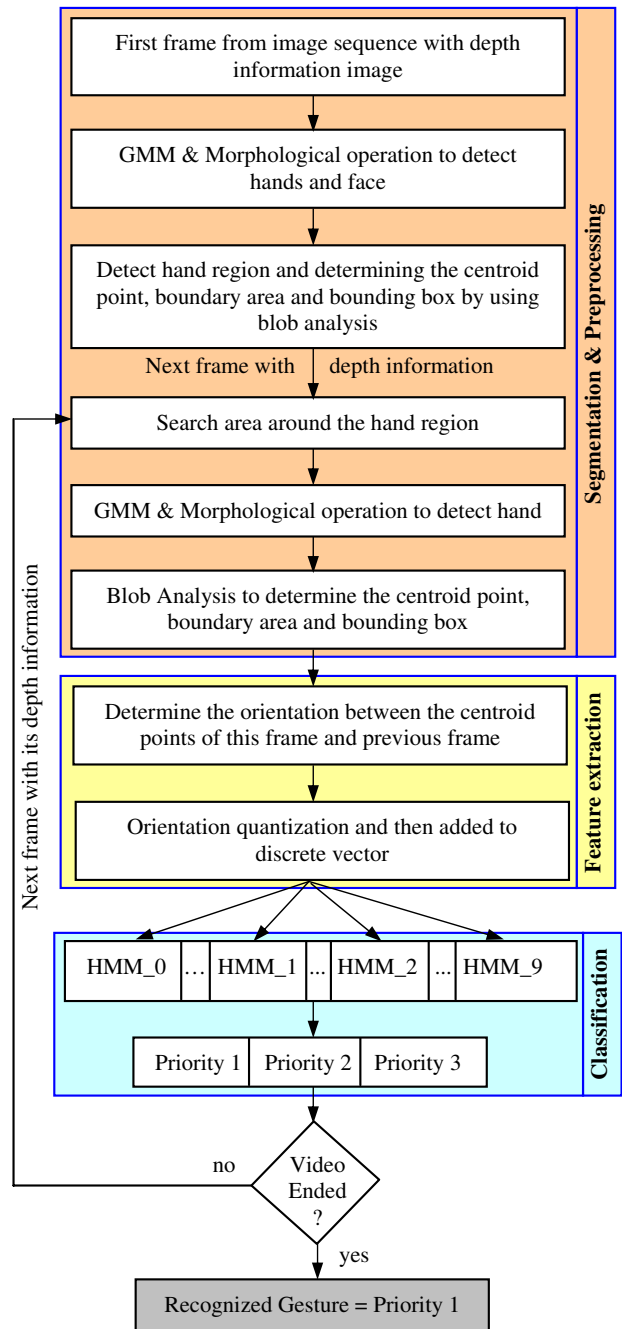 First frame from image sequence with depth
information image
GMM & Morphological operation to detect
hands and face
Detect hand region and determining the centroid
point, boundary area and bounding box by using
blob analysis
Next frame with depth information
Search area around the hand region
GMM & Morphological operation to detect hand
Blob Analysis to determine the centroid point,
boundary area and bounding box
Segmentation & Preprocessing
Next frame with its depth information
Determine the orientation between the centroid
points of this frame and previous frame
Orientation quantization and then added to
discrete vector
Feature extraction
HMM_0 ... HMM_1 ... HMM_2 ... HMM_9
Priority 1 Priority 2 Priority 3
Classification
no
Video
Ended
?
yes
Recognized Gesture = Priority 1